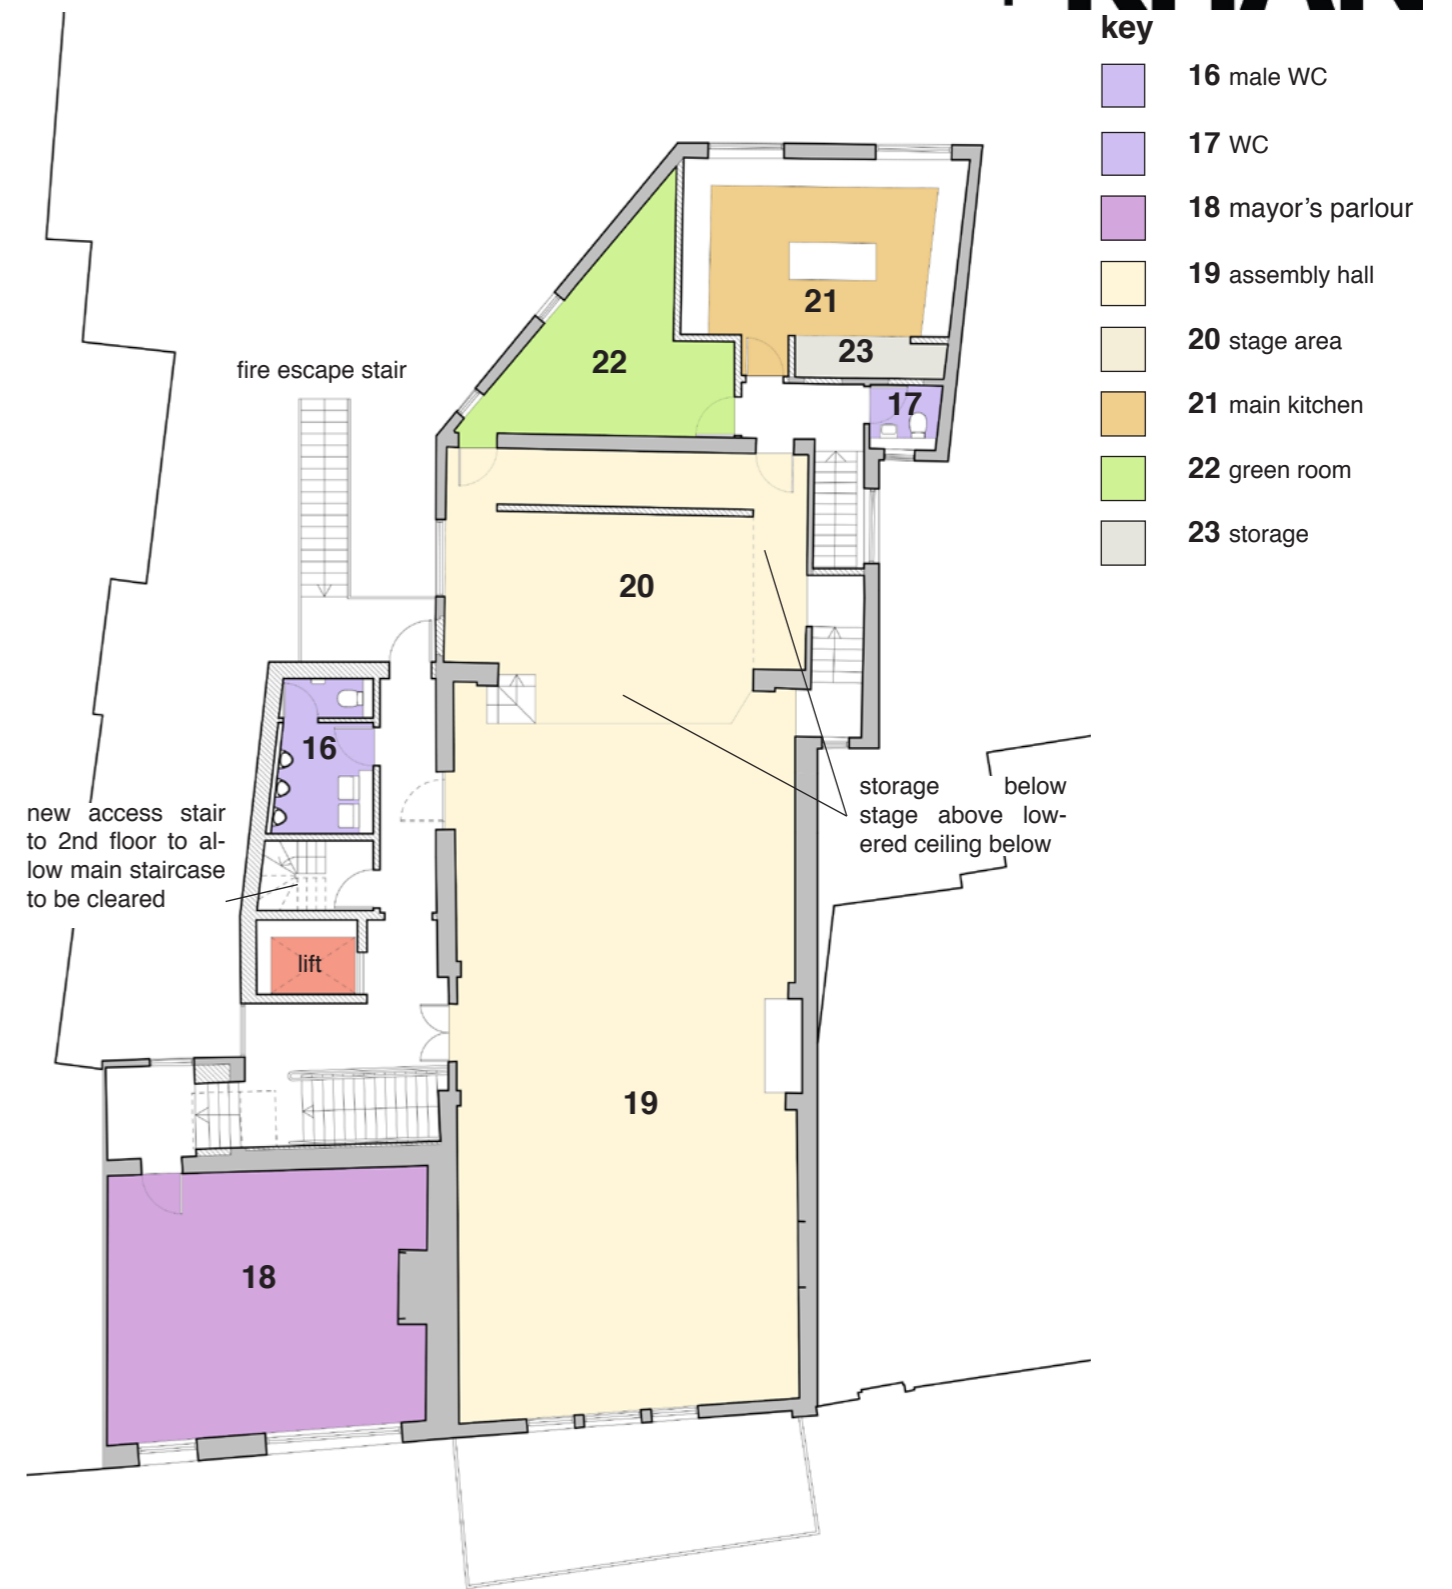 key
16 male WC
17 WC
18 mayor's parlour
19 assembly hall
20 stage area
21 main kitchen
22 green room
23 storage
21
23
22
17
fire escape stair
20
16
storage below
stage above low-
ered ceiling below
new access stair
to 2nd floor to al-
low main staircase
to be cleared
lift
19
18